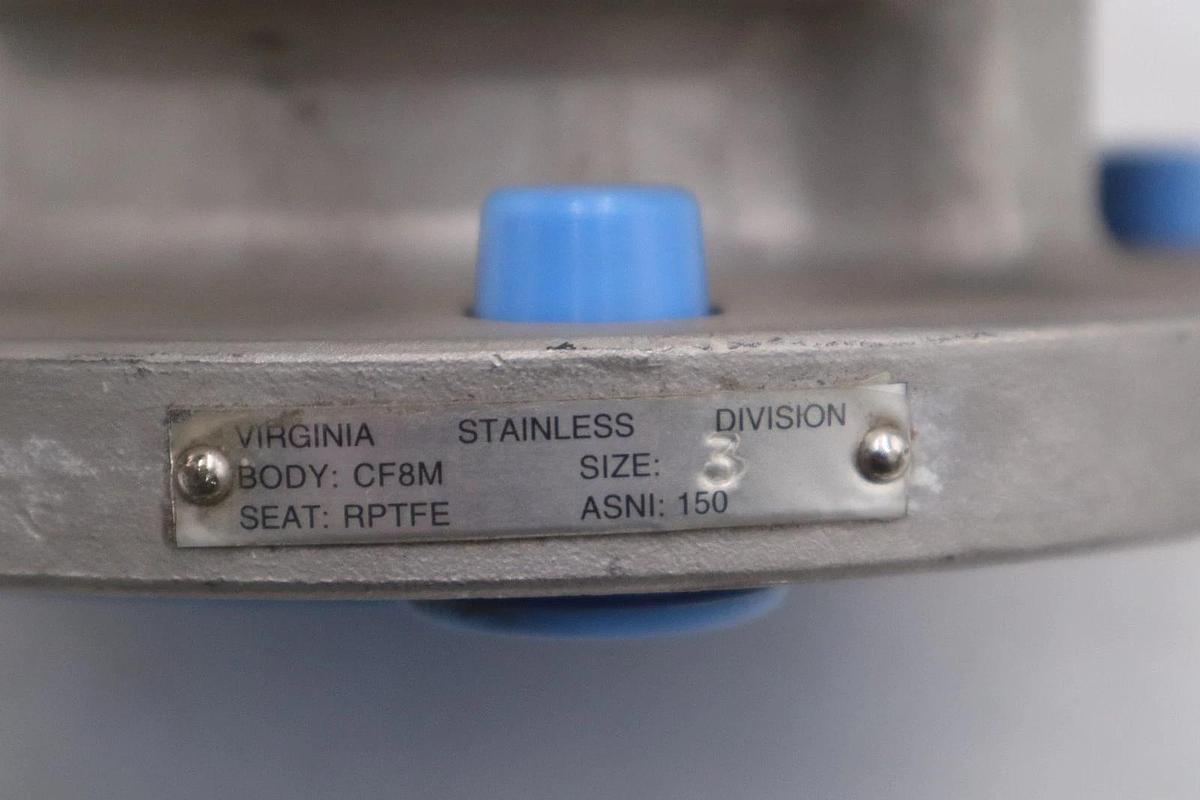 VIRGINIA STAINLESS DIVISION
BODY: CF8M SIZE: 3
SEAT: RPTFE ASNI: 150